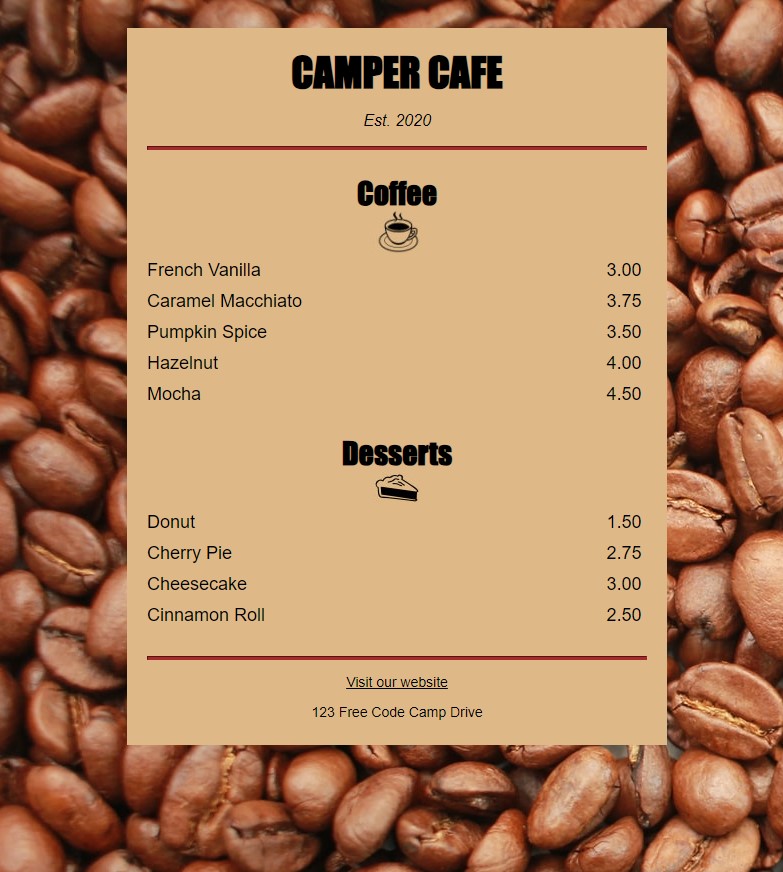 CAMPER CAFE
Est. 2020
Coffee
French Vanilla 3.00
Caramel Macchiato 3.75
Pumpkin Spice 3.50
Hazelnut 4.00
Mocha 4.50
Desserts
Donut 1.50
Cherry Pie 2.75
Cheesecake 3.00
Cinnamon Roll 2.50
Visit our website
123 Free Code Camp Drive